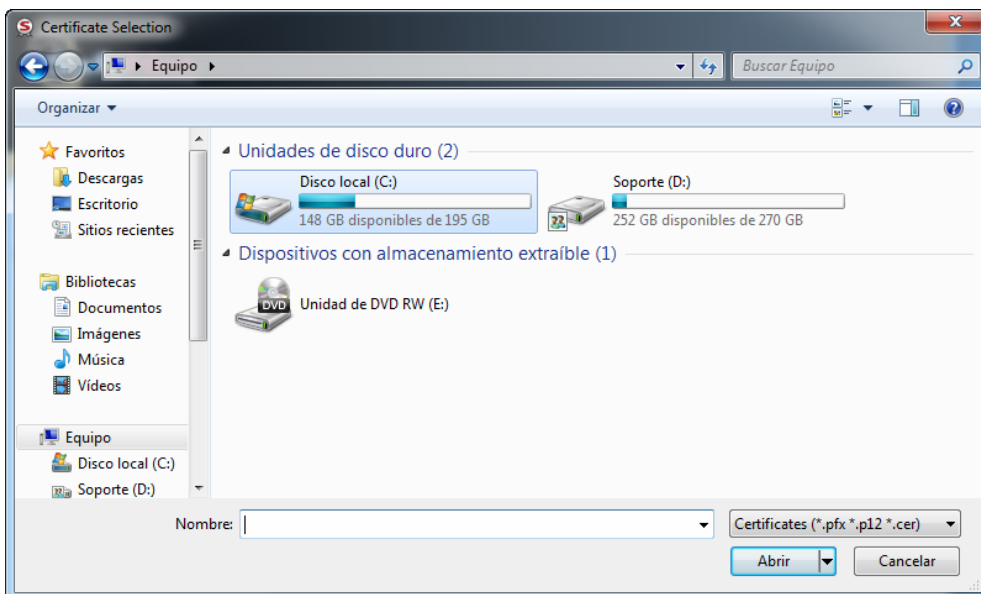 Certificate Selection
Equipo
Buscar Equipo
Organizar
Favoritos
Descargas
Escritorio
Sitios recientes
Bibliotecas
Documentos
Imágenes
Música
Vídeos
Equipo
Disco local (C:)
Soporte (D:)
Unidades de disco duro (2)
Disco local (C:)
148 GB disponibles de 195 GB
Soporte (D:)
252 GB disponibles de 270 GB
Dispositivos con almacenamiento extraíble (1)
DVD
Unidad de DVD RW (E:)
Nombre:
Certificates (*.pfx *.p12 *.cer)
Abrir
Cancelar